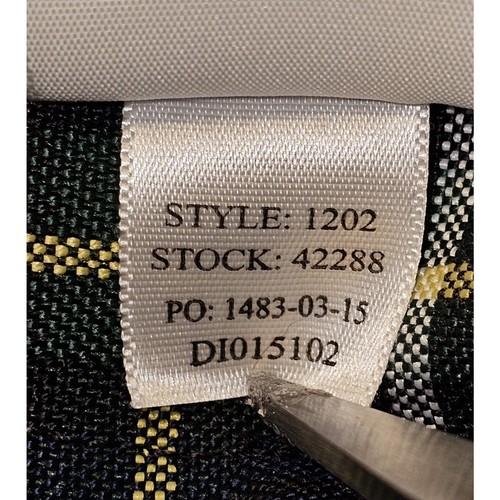 STYLE: 1202
STOCK: 42288
PO: 1483-03-15
DI015102